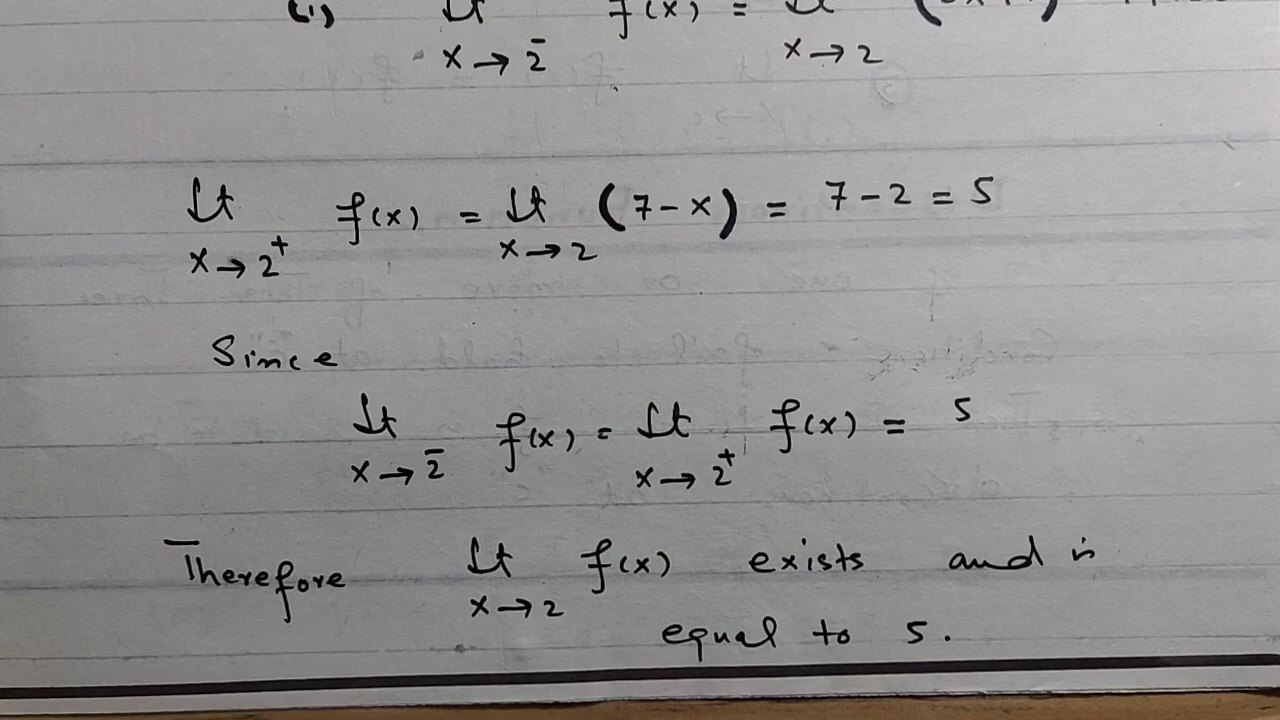 (i) Lt f(x) = Lt
x → 2⁻ x → 2
Lt f(x) = Lt (7-x) = 7-2 = 5
x → 2⁺ x → 2
Since
Lt f(x) = Lt f(x) = 5
x → 2⁻ x → 2⁺
Therefore Lt f(x) exists and is
x → 2
equal to 5.